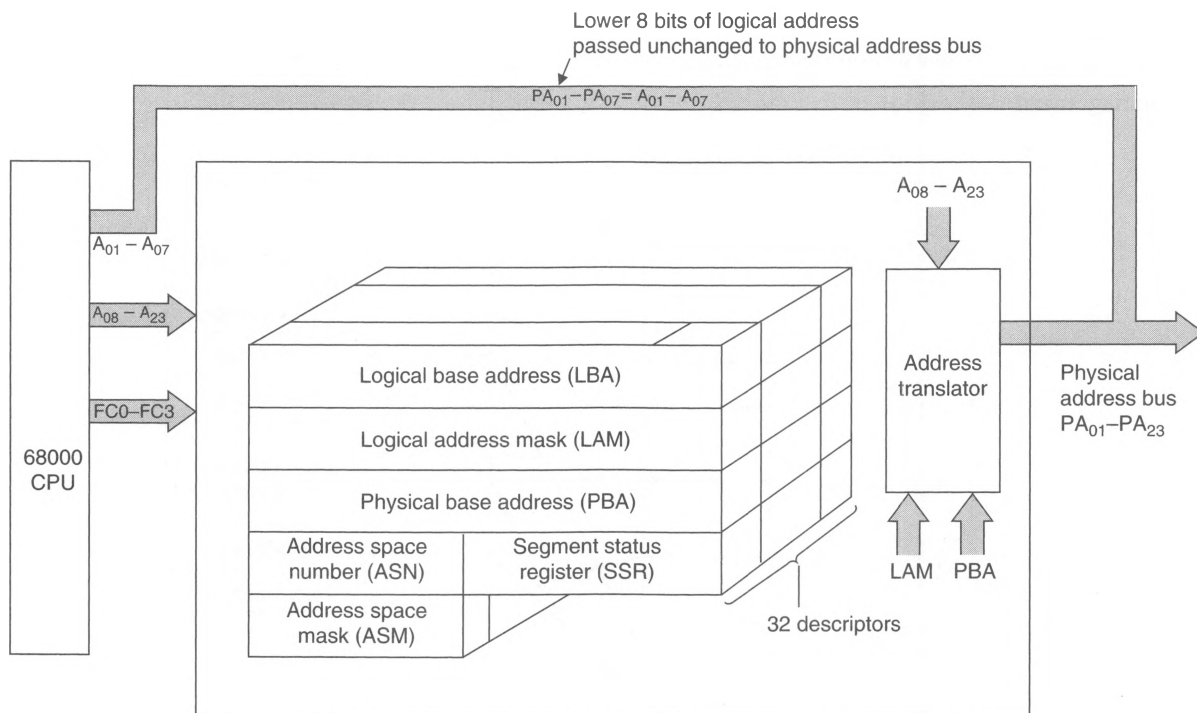 Lower 8 bits of logical address
passed unchanged to physical address bus
PA01–PA07= A01– A07
A08 – A23
A01 – A07
A08 – A23
Logical base address (LBA)
Address
translator
Physical
address bus
PA01–PA23
FC0–FC3
Logical address mask (LAM)
68000
CPU
Physical base address (PBA)
Address space
number (ASN)
Segment status
register (SSR)
LAM
PBA
Address space
mask (ASM)
32 descriptors